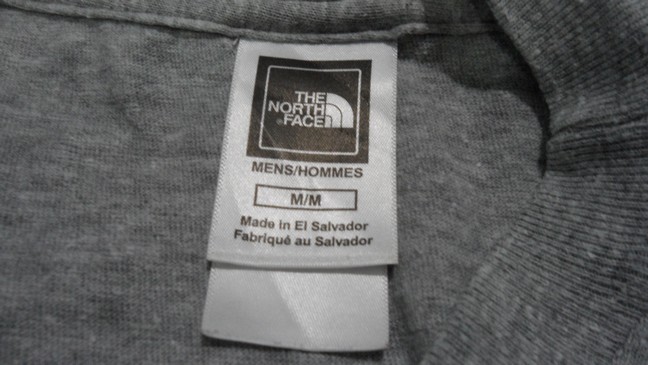 THE
NORTH
FACE
MENS/HOMMES
M/M
Made in El Salvador
Fabriqué au Salvador